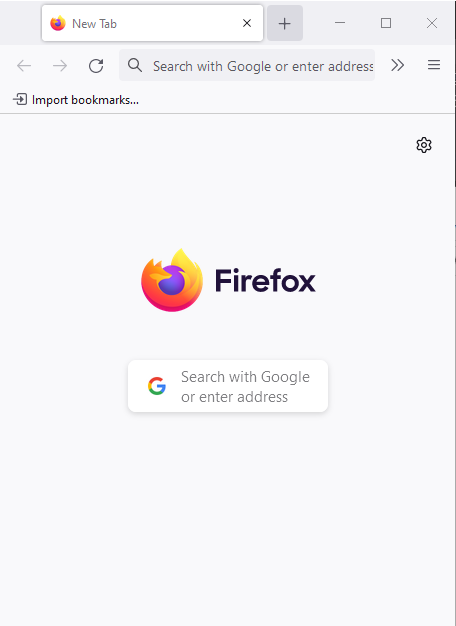 New Tab
Search with Google or enter address
Import bookmarks...
Firefox
Search with Google
or enter address